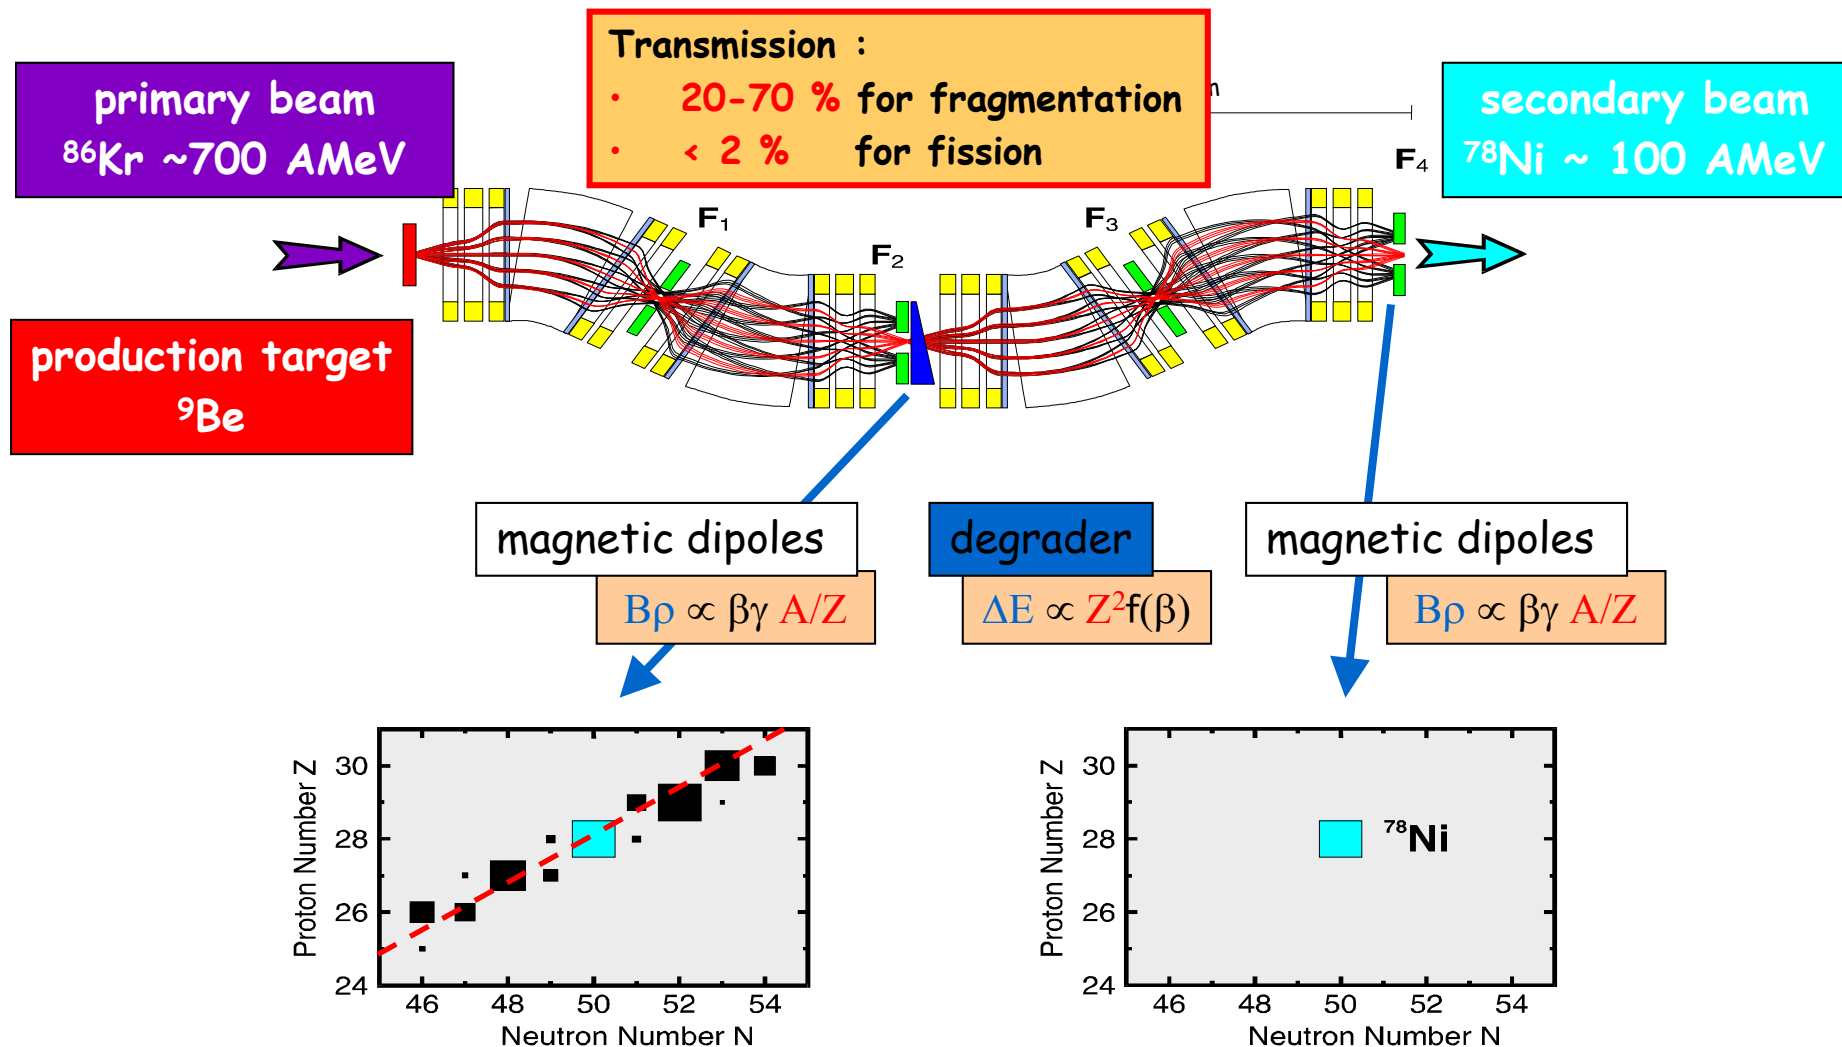 Transmission :
• 20-70 % for fragmentation
• < 2 % for fission
primary beam
⁸⁶Kr ~700 AMeV
secondary beam
⁷⁸Ni ~ 100 AMeV
production target
⁹Be
F₁
F₂
F₃
F₄
magnetic dipoles
Bρ ∝ βγ A/Z
degrader
ΔE ∝ Z²f(β)
magnetic dipoles
Bρ ∝ βγ A/Z
Proton Number Z
30
28
26
24
46 48 50 52 54
Neutron Number N
Proton Number Z
30
28
26
24
⁷⁸Ni
46 48 50 52 54
Neutron Number N